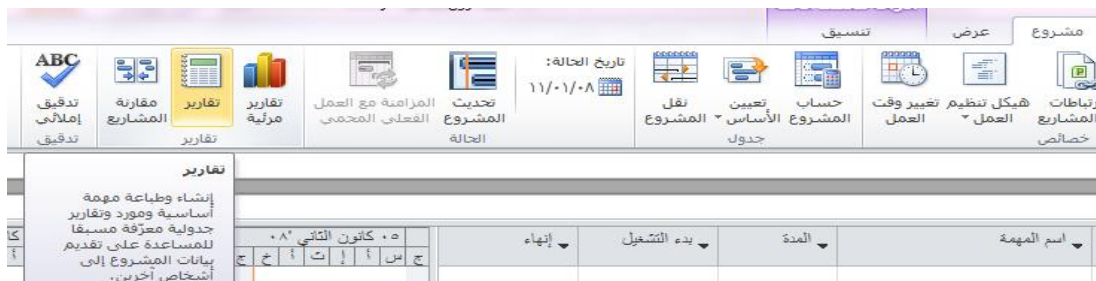 مشروع عرض تنسيق
ارتباطات المشاريع
هيكل تنظيم العمل
تغيير وقت العمل
خصائص
حساب المشروع
تعيين الأساس
نقل المشروع
جدول
تاريخ الحالة:
١١/٠١/٠٨
تحديث المشروع
المزامنة مع العمل الفعلي المحمي
الحالة
تقارير مرئية
تقارير
مقارنة المشاريع
تقارير
ABC
تدقيق إملائي
تدقيق
تقارير
إنشاء وطباعة مهمة
أساسية ومورد وتقارير
جدولية معرّفة مسبقا
للمساعدة على تقديم
بيانات المشروع إلى
أشخاص آخرين.
اسم المهمة المدة بدء التشغيل إنهاء
٠٥ كانون الثاني '٠٨
ج س أ إ ث أ خ ج